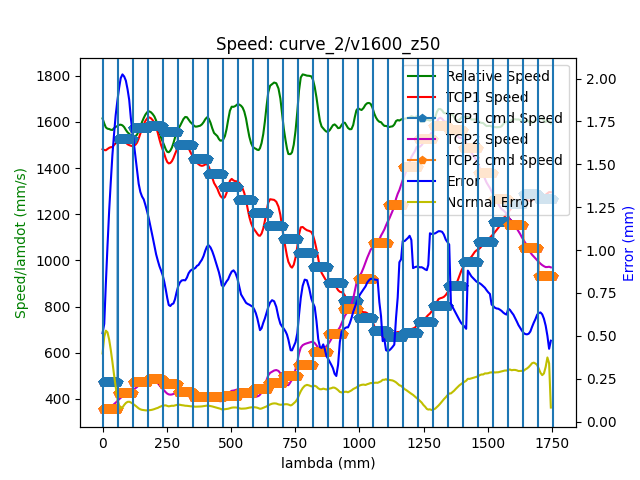 Speed: curve_2/v1600_z50
Relative Speed
TCP1 Speed
TCP1 cmd Speed
TCP2 Speed
TCP2 cmd Speed
Error
Normal Error
1800
1600
1400
1200
1000
800
600
400
Speed/lamdot (mm/s)
2.00
1.75
1.50
1.25
1.00
0.75
0.50
0.25
0.00
Error (mm)
0 250 500 750 1000 1250 1500 1750
lambda (mm)